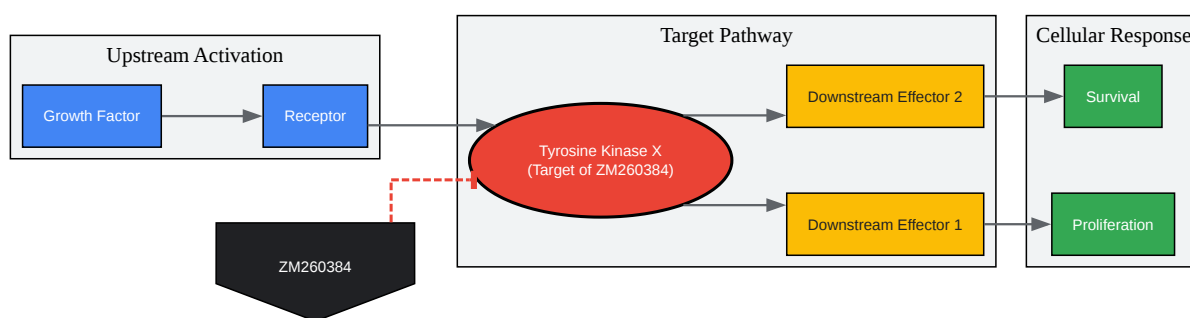 Upstream Activation
Growth Factor
Receptor
Target Pathway
Tyrosine Kinase X
(Target of ZM260384)
Downstream Effector 2
Downstream Effector 1
Cellular Response
Survival
Proliferation
ZM260384